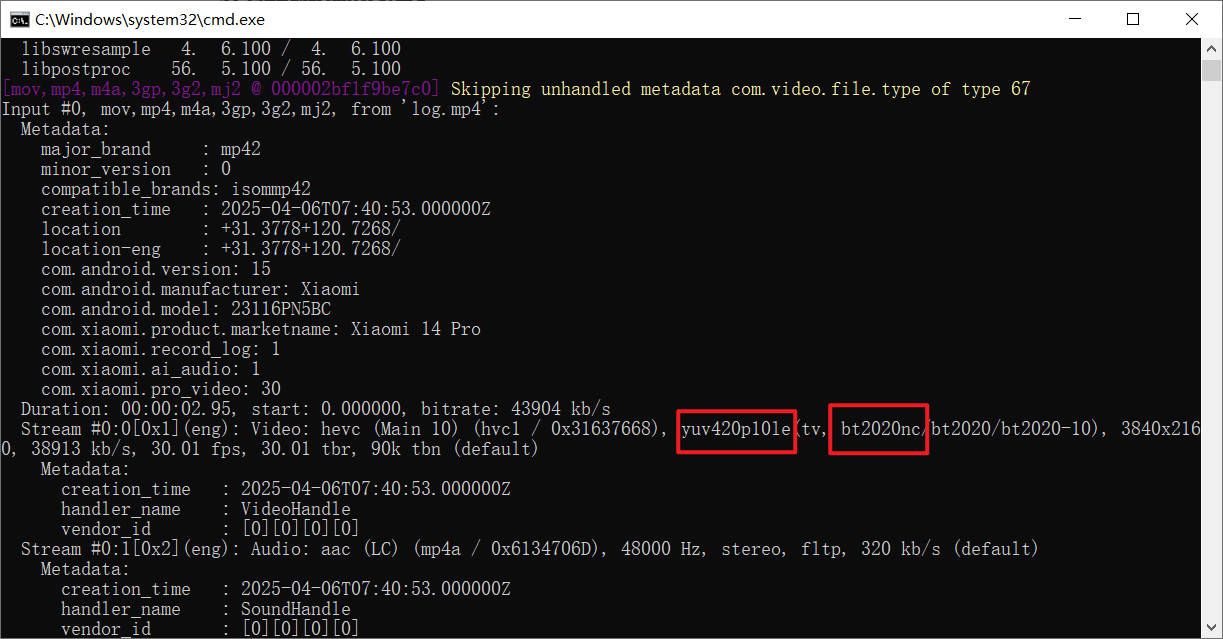 C:\Windows\system32\cmd.exe
libswresample   4.  6.100 /  4.  6.100
libpostproc    56.  5.100 / 56.  5.100
[mov,mp4,m4a,3gp,3g2,mj2 @ 000002bf1f9be7c0] Skipping unhandled metadata com.video.file.type of type 67
Input #0, mov,mp4,m4a,3gp,3g2,mj2, from 'log.mp4':
Metadata:
major_brand     : mp42
minor_version   : 0
compatible_brands: isommp42
creation_time   : 2025-04-06T07:40:53.000000Z
location        : +31.3778+120.7268/
location-eng    : +31.3778+120.7268/
com.android.version: 15
com.android.manufacturer: Xiaomi
com.android.model: 23116PN5BC
com.xiaomi.product.marketname: Xiaomi 14 Pro
com.xiaomi.record_log: 1
com.xiaomi.ai_audio: 1
com.xiaomi.pro_video: 30
Duration: 00:00:02.95, start: 0.000000, bitrate: 43904 kb/s
Stream #0:0[0x1](eng): Video: hevc (Main 10) (hvc1 / 0x31637668), yuv420p10le(tv, bt2020nc/bt2020/bt2020-10), 3840x216
0, 38913 kb/s, 30.01 fps, 30.01 tbr, 90k tbn (default)
Metadata:
creation_time   : 2025-04-06T07:40:53.000000Z
handler_name    : VideoHandle
vendor_id       : [0][0][0][0]
Stream #0:1[0x2](eng): Audio: aac (LC) (mp4a / 0x6134706D), 48000 Hz, stereo, fltp, 320 kb/s (default)
Metadata:
creation_time   : 2025-04-06T07:40:53.000000Z
handler_name    : SoundHandle
vendor_id       : [0][0][0][0]